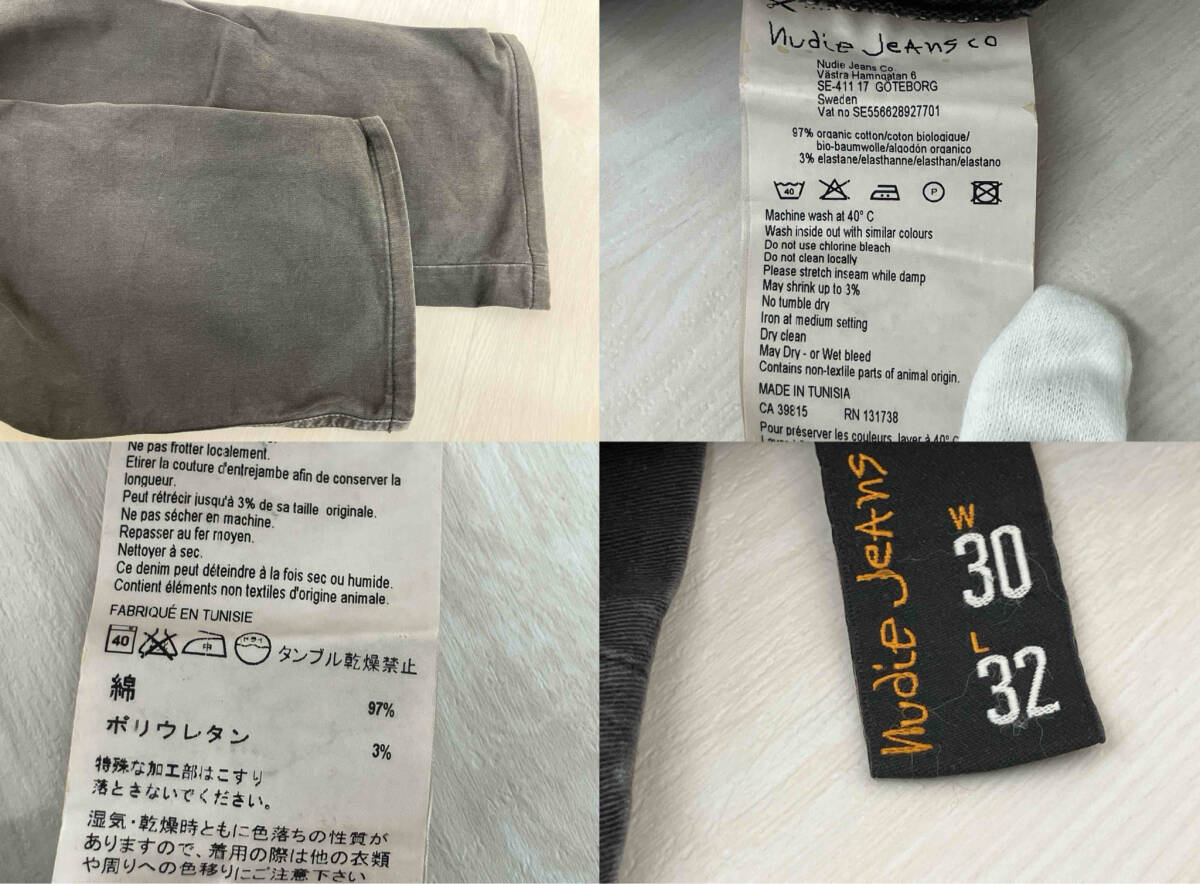 nudie jeans co
Nudie Jeans Co.
Västra Hamngatan 6
SE-411 17 GÖTEBORG
Sweden
Vat no SE556628927701
97% organic cotton/coton biologique/
bio-baumwolle/algodón organico
3% elastane/elasthanne/elasthan/elastano
40 P
Machine wash at 40° C
Wash inside out with similar colours
Do not use chlorine bleach
Do not clean locally
Please stretch inseam while damp
May shrink up to 3%
No tumble dry
Iron at medium setting
Dry clean
May Dry - or Wet bleed
Contains non-textile parts of animal origin.
MADE IN TUNISIA
CA 39815 RN 131738
Pour préserver les couleurs, laver à 40° C
Ne pas frotter localement.
Etirer la couture d'entrejambe afin de conserver la
longueur.
Peut rétrécir jusqu'à 3% de sa taille originale.
Ne pas sécher en machine.
Repasser au fer moyen.
Nettoyer à sec.
Ce denim peut déteindre à la fois sec ou humide.
Contient éléments non textiles d'origine animale.
FABRIQUÉ EN TUNISIE
40 中 ドライ タンブル乾燥禁止
綿 97%
ポリウレタン 3%
特殊な加工部はこすり
落とさないでください。
湿気・乾燥時ともに色落ちの性質が
ありますので、着用の際は他の衣類
や周りへの色移りにご注意下さい
nudie jeans
W
30
L
32